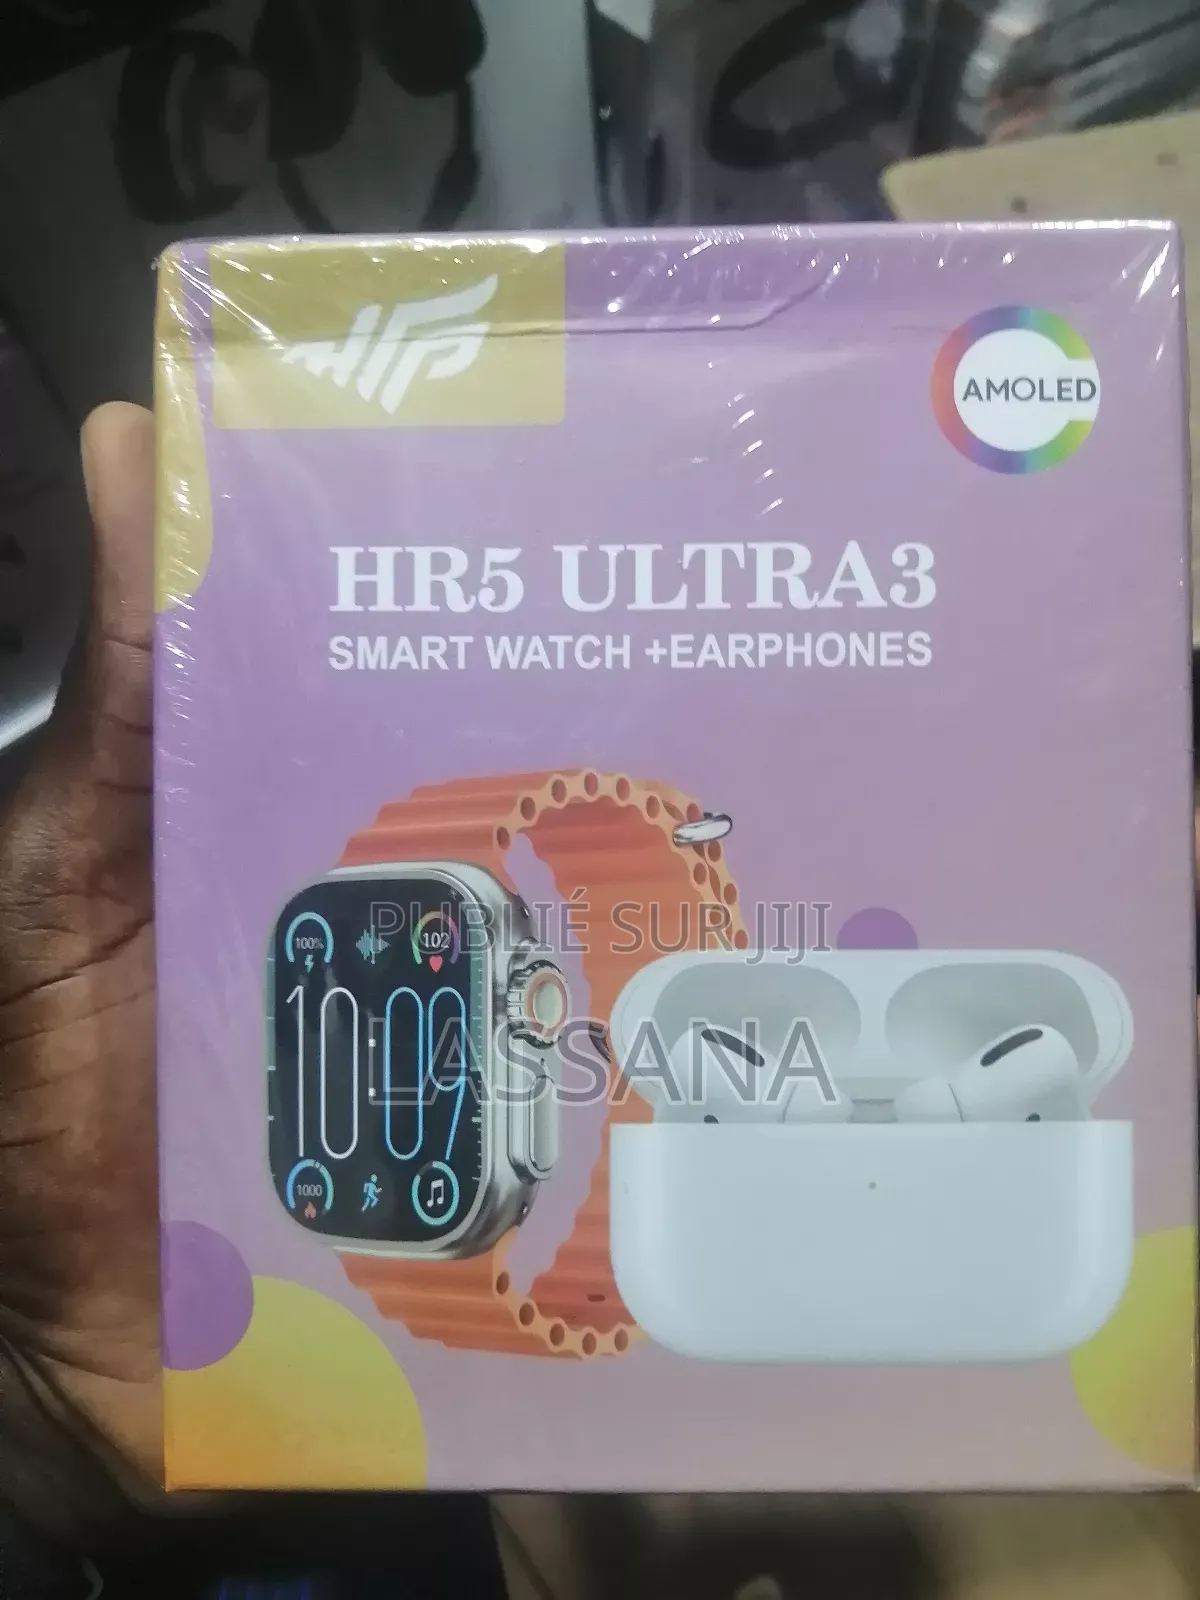 AMOLED
HR5 ULTRA3
SMART WATCH +EARPHONES
PUBLIÉ SUR JIJI
LASSANA
100%
102
10:09
1000